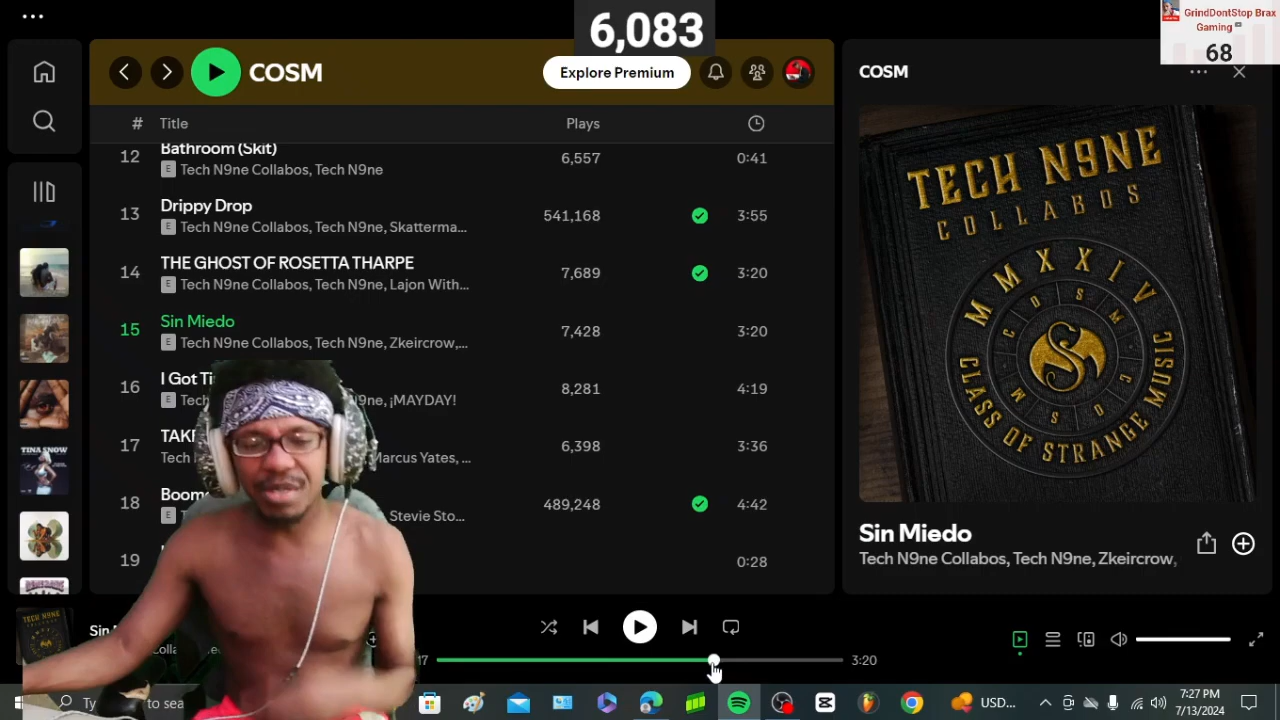 6,083
GrindDontStop Brax
Gaming
68
COSM
Explore Premium
COSM
# Title Plays
12 Bathroom (Skit) 6,557 0:41
E Tech N9ne Collabos, Tech N9ne
13 Drippy Drop 541,168 3:55
E Tech N9ne Collabos, Tech N9ne, Skatterma...
14 THE GHOST OF ROSETTA THARPE 7,689 3:20
E Tech N9ne Collabos, Tech N9ne, Lajon With...
15 Sin Miedo 7,428 3:20
E Tech N9ne Collabos, Tech N9ne, Zkeircrow,...
16 I Got 8,281 4:19
E ¡MAYDAY!
17 6,398 3:36
Tech Marcus Yates, ...
18 489,248 4:42
E Stevie Sto...
19 0:28
TECH N9NE
COLLABOS
MMXXIV
COSM COSM
CLASS OF STRANGE MUSIC
TINA SNOW
Sin Miedo
Tech N9ne Collabos, Tech N9ne, Zkeircrow,
TECH N9NE
17 3:20
USD...
7:27 PM
7/13/2024